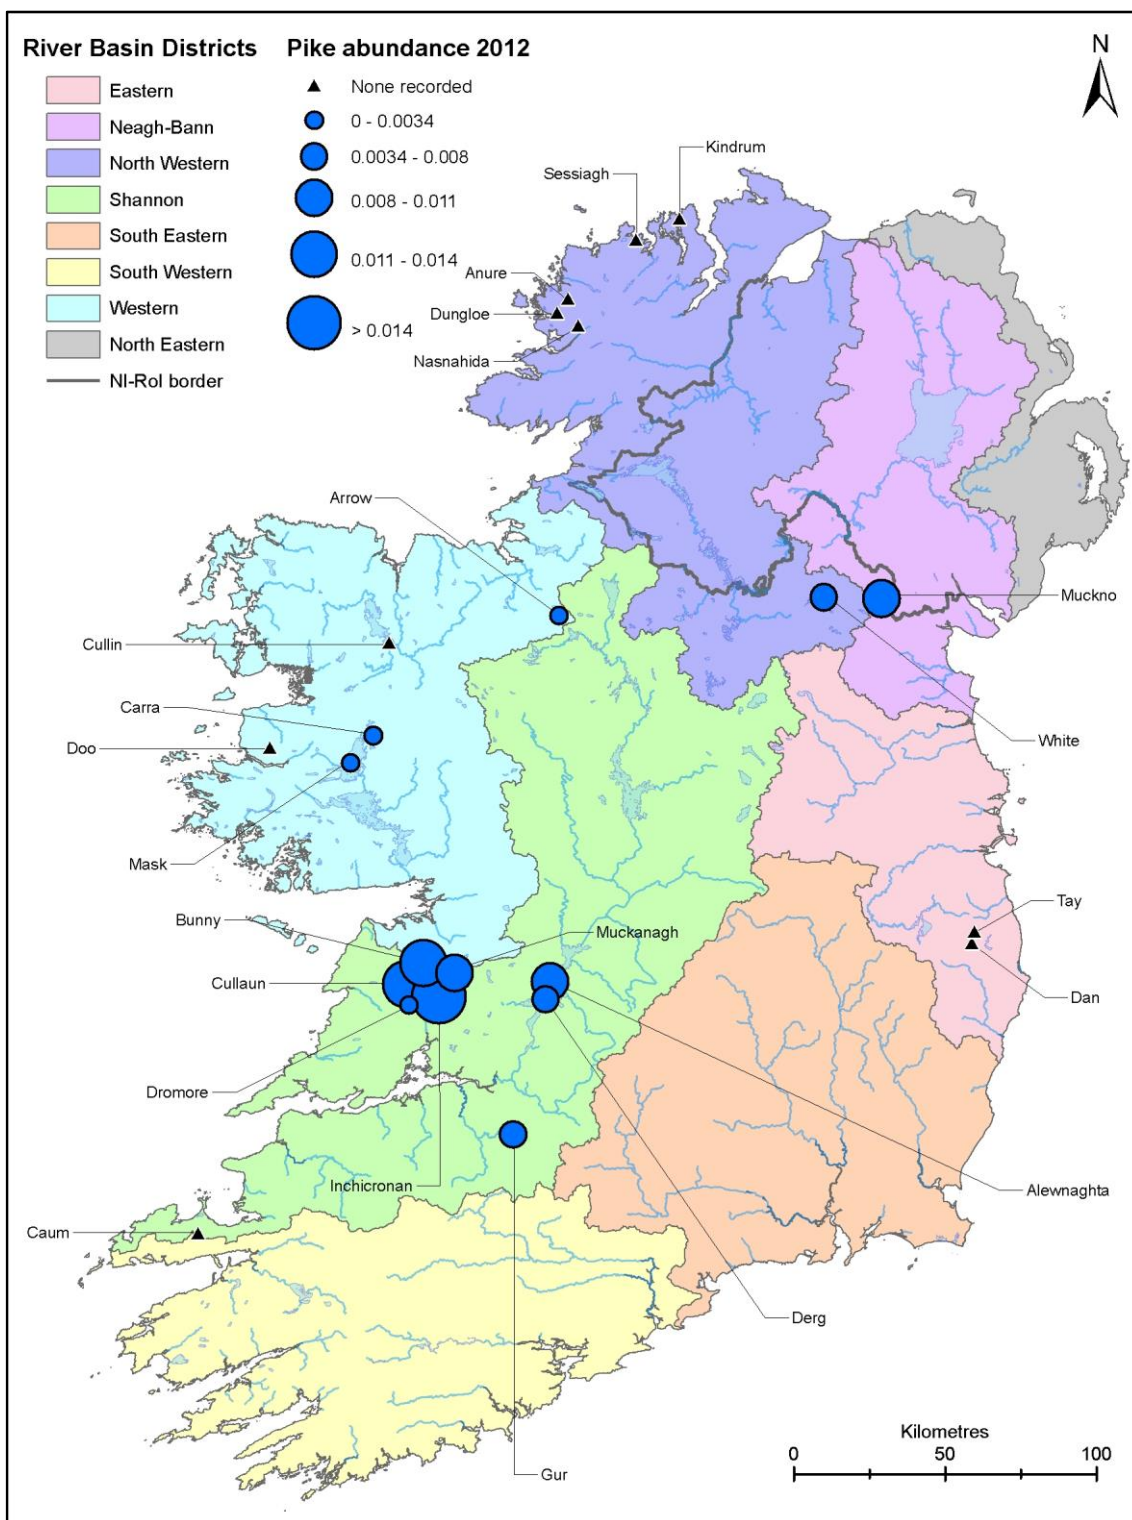 River Basin Districts
Eastern
Neagh-Bann
North Western
Shannon
South Eastern
South Western
Western
North Eastern
NI-RoI border
Pike abundance 2012
None recorded
0 - 0.0034
0.0034 - 0.008
0.008 - 0.011
0.011 - 0.014
> 0.014
N
Kindrum
Sessiagh
Anure
Dungloe
Nasnahida
Arrow
Muckno
Cullin
Carra
Doo
White
Mask
Tay
Bunny
Muckanagh
Cullaun
Dan
Dromore
Inchicronan
Alewnaghta
Caum
Derg
Gur
Kilometres
0 50 100